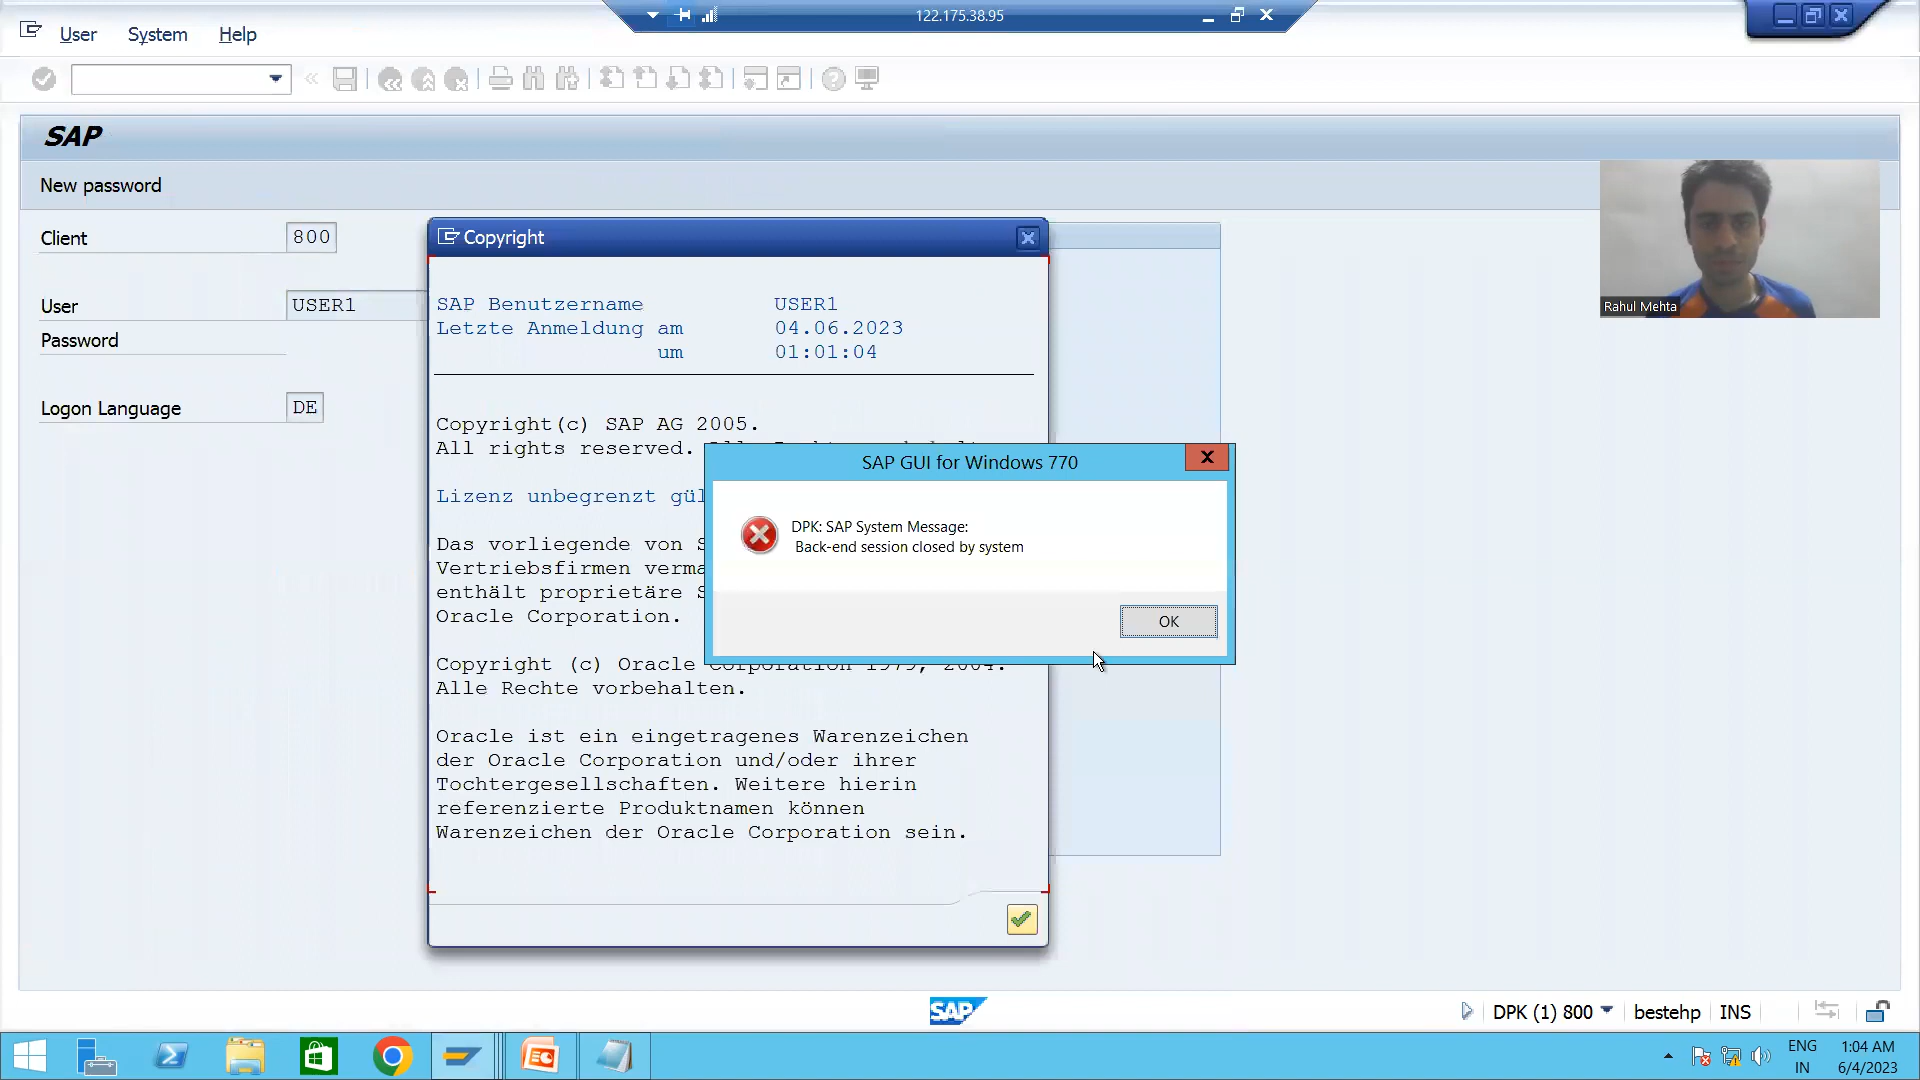 122.175.38.95
User System Help
SAP
New password
Client 800
User USER1
Password
Logon Language DE
Copyright
SAP Benutzername USER1
Letzte Anmeldung am 04.06.2023
um 01:01:04
Copyright(c) SAP AG 2005.
All rights reserved.
Lizenz unbegrenzt
Das vorliegende von
Vertriebsfirmen
enthält proprietäre
Oracle Corporation.
Copyright (c) Oracle Corporation 1979, 2004.
Alle Rechte vorbehalten.
Oracle ist ein eingetragenes Warenzeichen
der Oracle Corporation und/oder ihrer
Tochtergesellschaften. Weitere hierin
referenzierte Produktnamen können
Warenzeichen der Oracle Corporation sein.
SAP GUI for Windows 770
DPK: SAP System Message:
Back-end session closed by system
OK
Rahul Mehta
SAP
DPK (1) 800 bestehp INS
ENG
IN
1:04 AM
6/4/2023